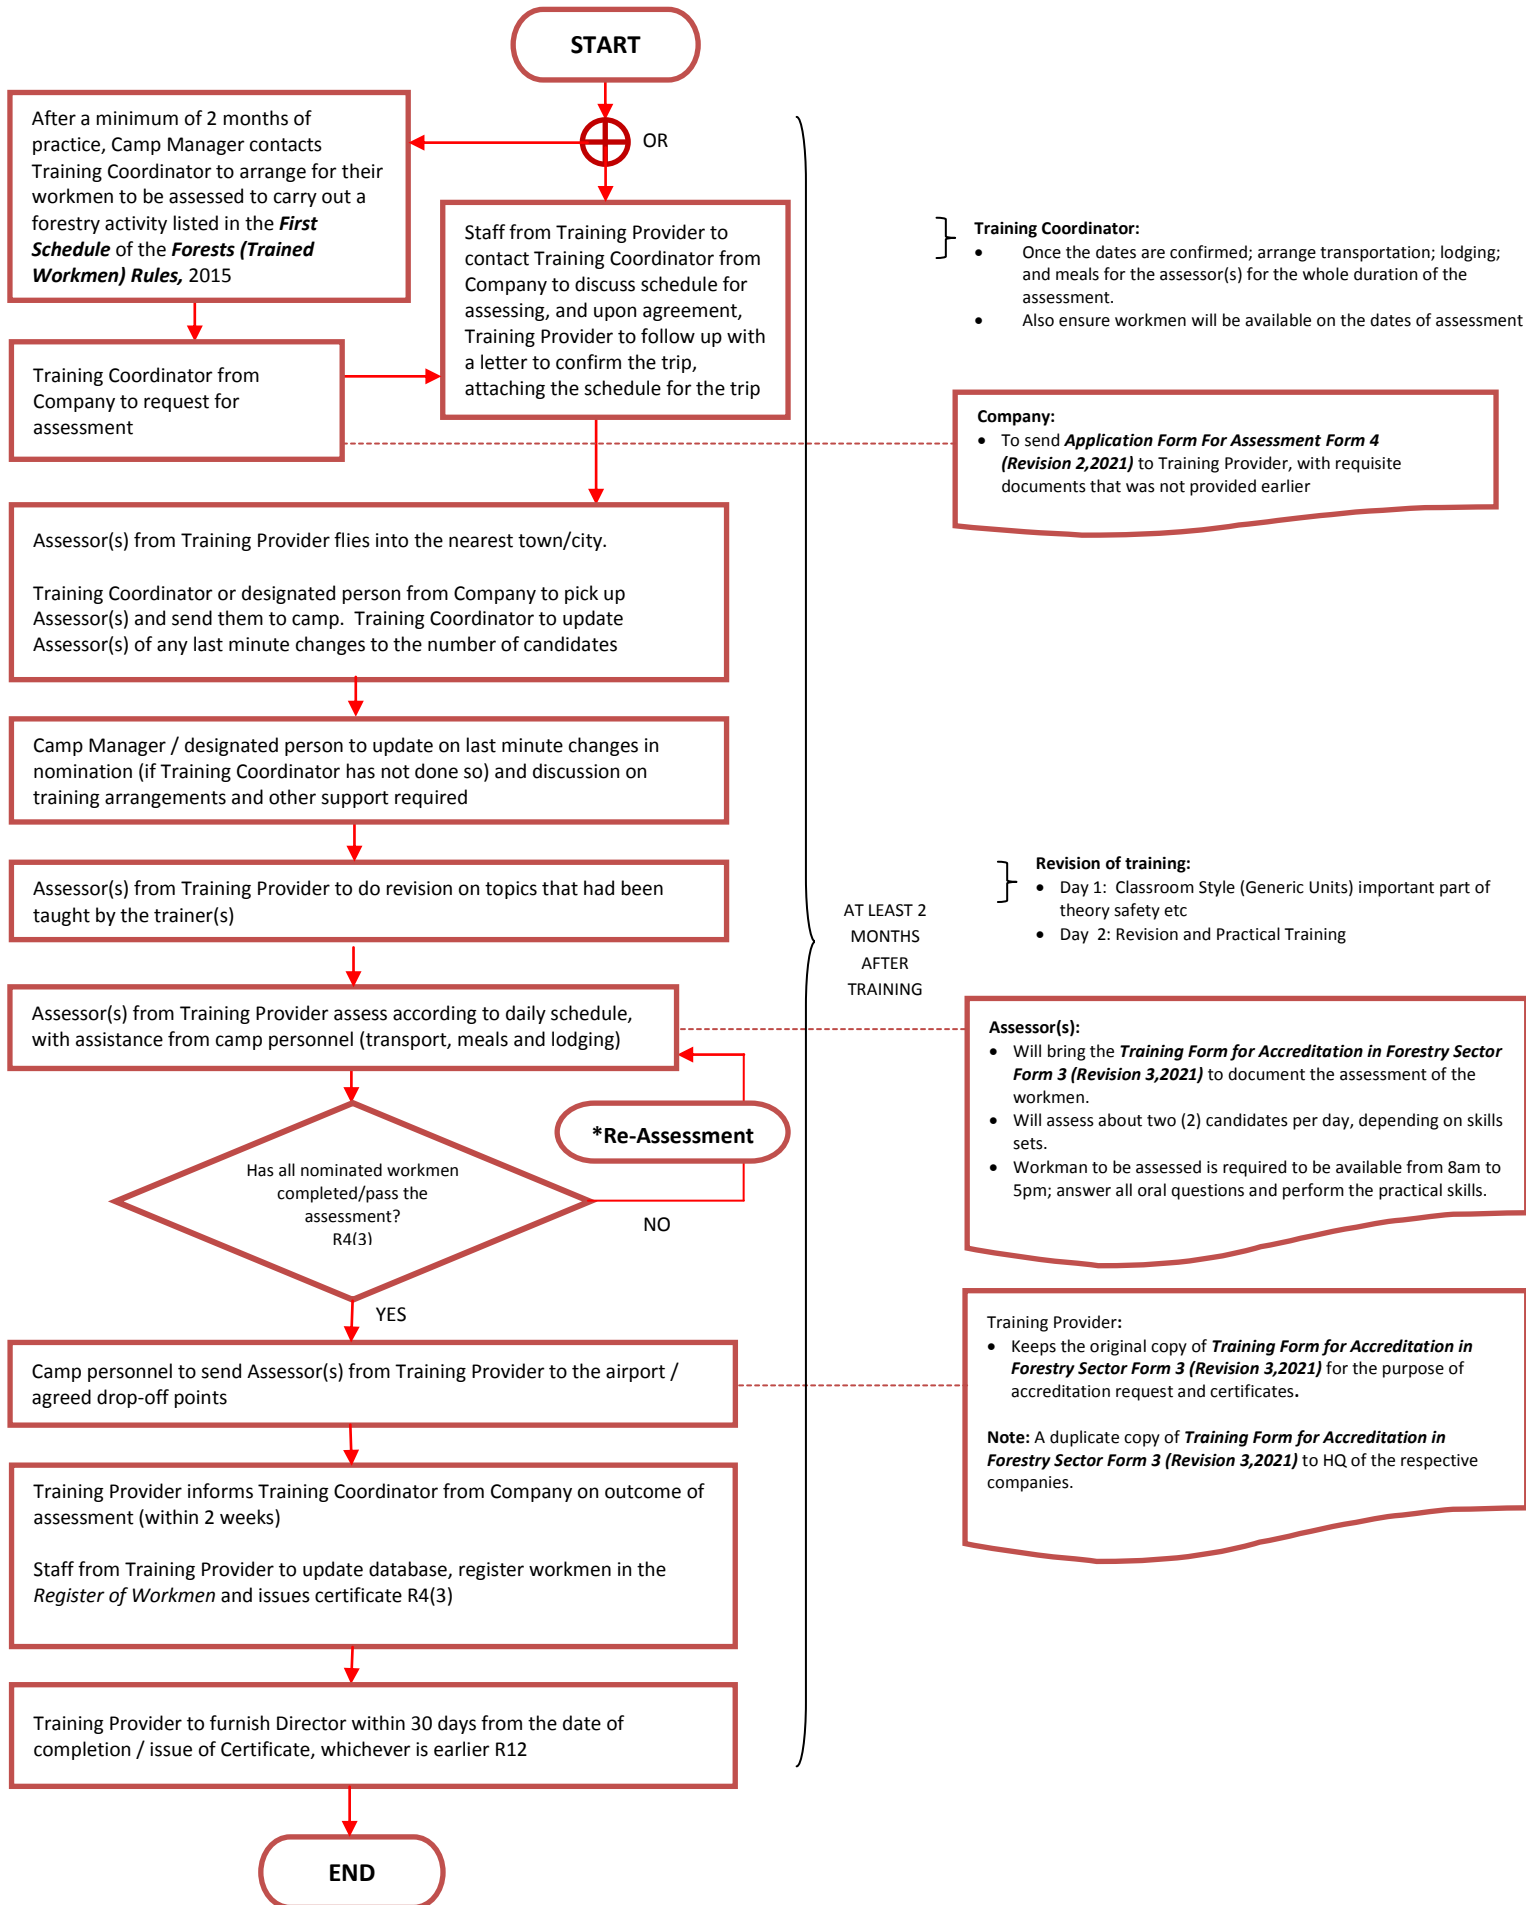 START
OR
After a minimum of 2 months of
practice, Camp Manager contacts
Training Coordinator to arrange for their
workmen to be assessed to carry out a
forestry activity listed in the First
Schedule of the Forests (Trained
Workmen) Rules, 2015
Staff from Training Provider to
contact Training Coordinator from
Company to discuss schedule for
assessing, and upon agreement,
Training Provider to follow up with
a letter to confirm the trip,
attaching the schedule for the trip
Training Coordinator:
• Once the dates are confirmed; arrange transportation; lodging;
and meals for the assessor(s) for the whole duration of the
assessment.
• Also ensure workmen will be available on the dates of assessment
Training Coordinator from
Company to request for
assessment
Company:
• To send Application Form For Assessment Form 4
(Revision 2,2021) to Training Provider, with requisite
documents that was not provided earlier
Assessor(s) from Training Provider flies into the nearest town/city.
Training Coordinator or designated person from Company to pick up
Assessor(s) and send them to camp. Training Coordinator to update
Assessor(s) of any last minute changes to the number of candidates
Camp Manager / designated person to update on last minute changes in
nomination (if Training Coordinator has not done so) and discussion on
training arrangements and other support required
Assessor(s) from Training Provider to do revision on topics that had been
taught by the trainer(s)
AT LEAST 2
MONTHS
AFTER
TRAINING
Revision of training:
• Day 1: Classroom Style (Generic Units) important part of
theory safety etc
• Day 2: Revision and Practical Training
Assessor(s) from Training Provider assess according to daily schedule,
with assistance from camp personnel (transport, meals and lodging)
Assessor(s):
• Will bring the Training Form for Accreditation in Forestry Sector
Form 3 (Revision 3,2021) to document the assessment of the
workmen.
• Will assess about two (2) candidates per day, depending on skills
sets.
• Workman to be assessed is required to be available from 8am to
5pm; answer all oral questions and perform the practical skills.
*Re-Assessment
Has all nominated workmen
completed/pass the
assessment?
R4(3)
NO
YES
Camp personnel to send Assessor(s) from Training Provider to the airport /
agreed drop-off points
Training Provider:
• Keeps the original copy of Training Form for Accreditation in
Forestry Sector Form 3 (Revision 3,2021) for the purpose of
accreditation request and certificates.
Note: A duplicate copy of Training Form for Accreditation in
Forestry Sector Form 3 (Revision 3,2021) to HQ of the respective
companies.
Training Provider informs Training Coordinator from Company on outcome of
assessment (within 2 weeks)
Staff from Training Provider to update database, register workmen in the
Register of Workmen and issues certificate R4(3)
Training Provider to furnish Director within 30 days from the date of
completion / issue of Certificate, whichever is earlier R12
END